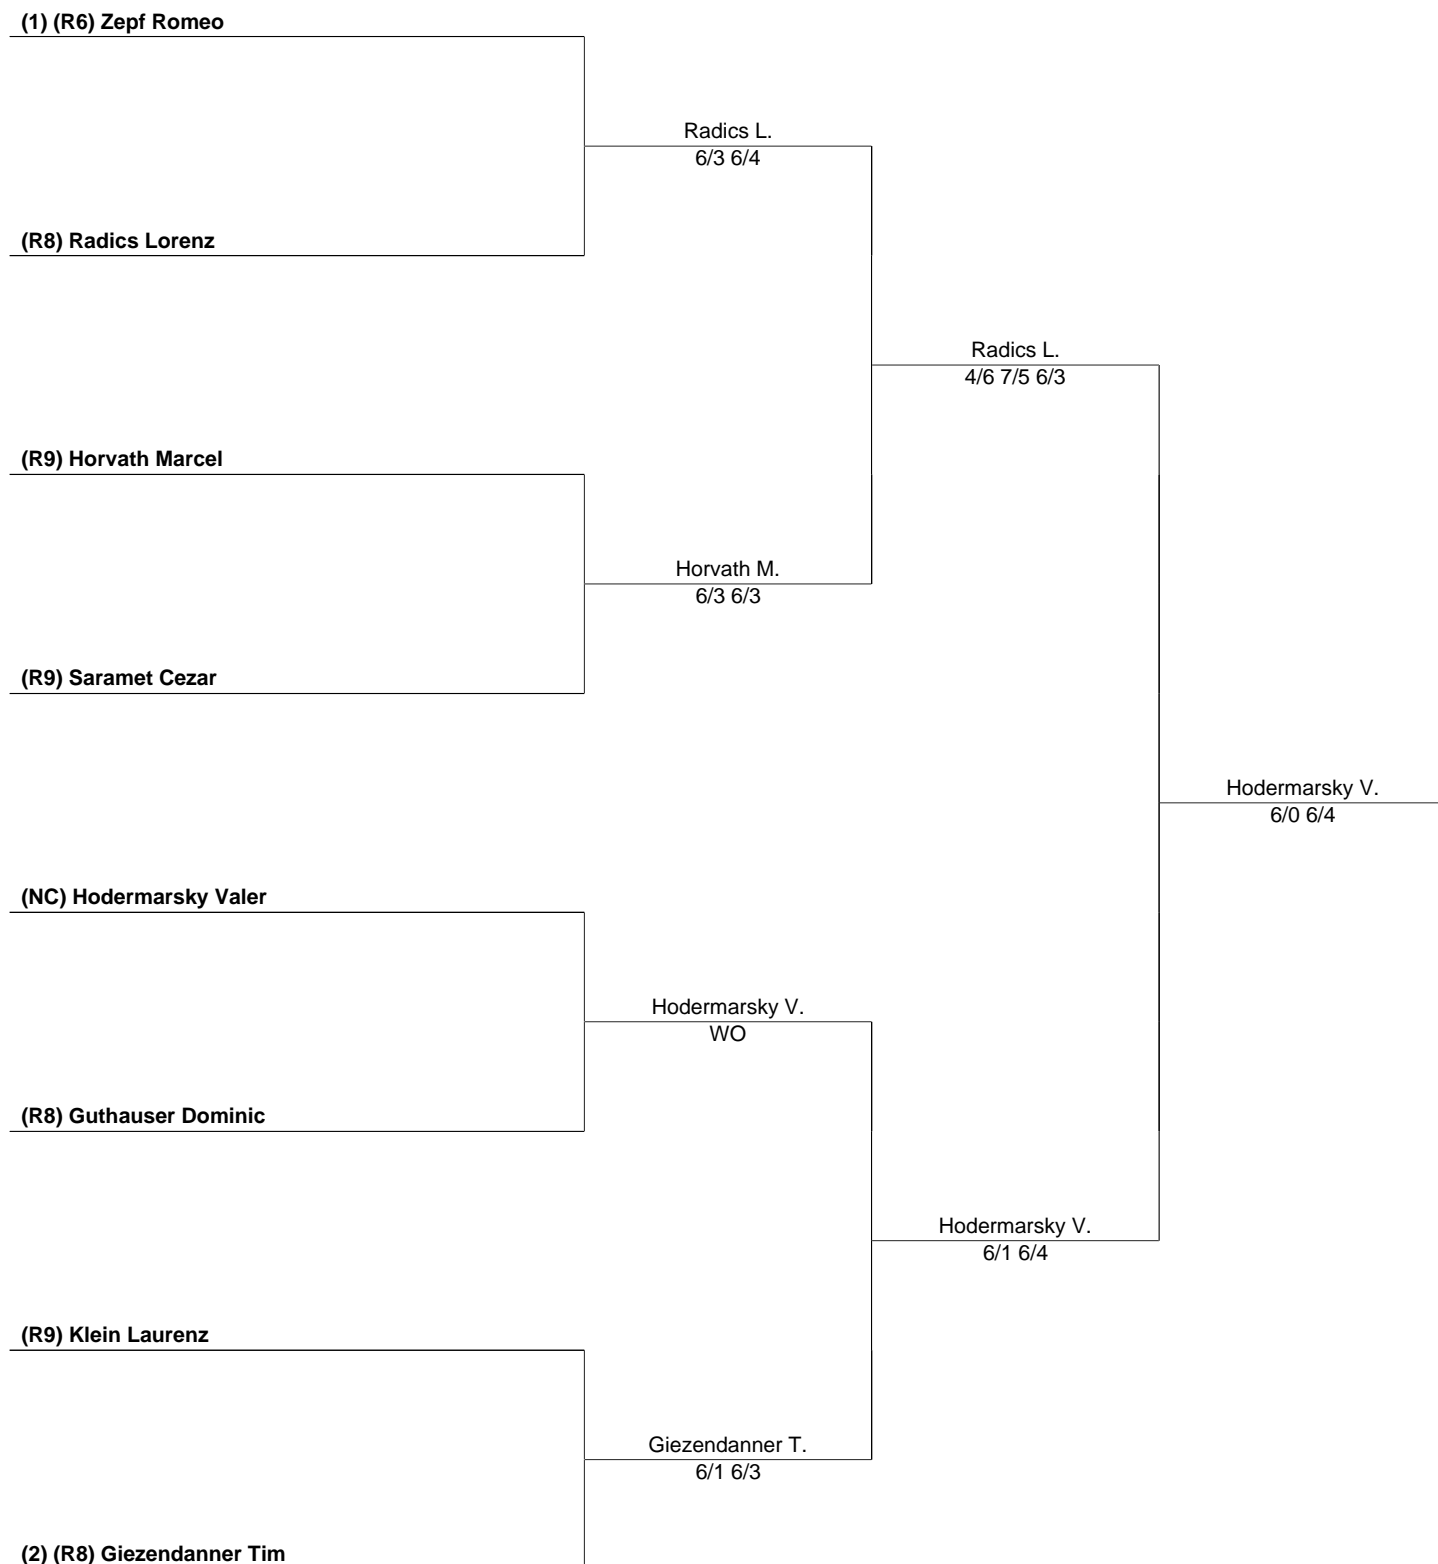 (1) (R6) Zepf Romeo
Radics L.
6/3 6/4
(R8) Radics Lorenz
Radics L.
4/6 7/5 6/3
(R9) Horvath Marcel
Horvath M.
6/3 6/3
(R9) Saramet Cezar
Hodermarsky V.
6/0 6/4
(NC) Hodermarsky Valer
Hodermarsky V.
WO
(R8) Guthauser Dominic
Hodermarsky V.
6/1 6/4
(R9) Klein Laurenz
Giezendanner T.
6/1 6/3
(2) (R8) Giezendanner Tim